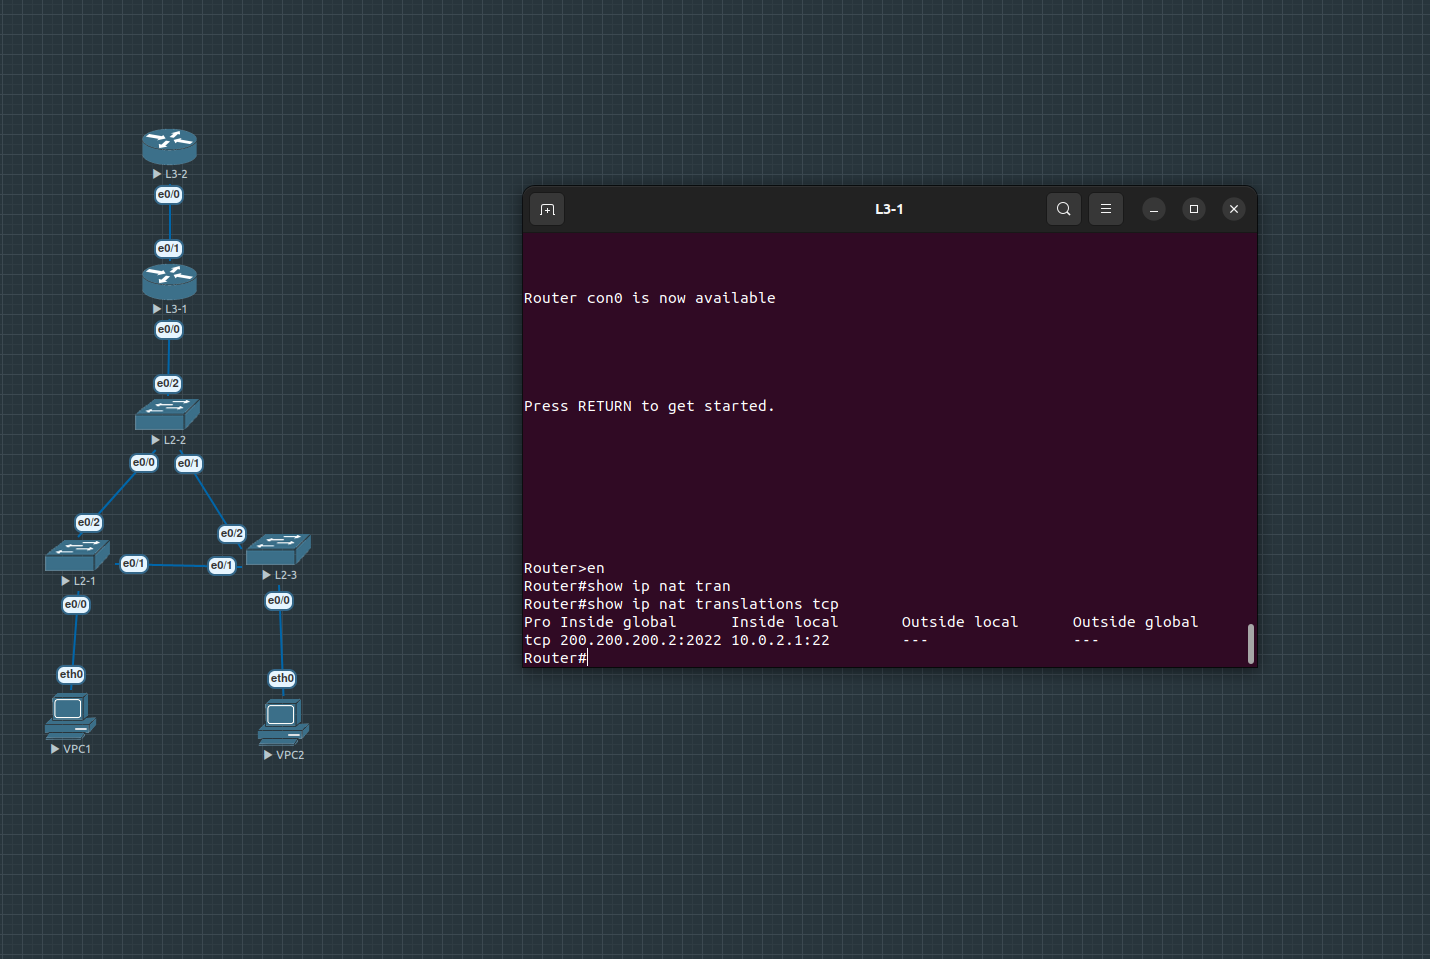 L3-2
e0/0
e0/1
L3-1
e0/0
e0/2
L2-2
e0/0
e0/1
e0/2
e0/2
L2-1
e0/1
e0/1
L2-3
e0/0
e0/0
eth0
eth0
VPC1
VPC2
L3-1
Router con0 is now available
Press RETURN to get started.
Router>en
Router#show ip nat tran
Router#show ip nat translations tcp
Pro Inside global      Inside local       Outside local      Outside global
tcp 200.200.200.2:2022 10.0.2.1:22        ---                ---
Router#